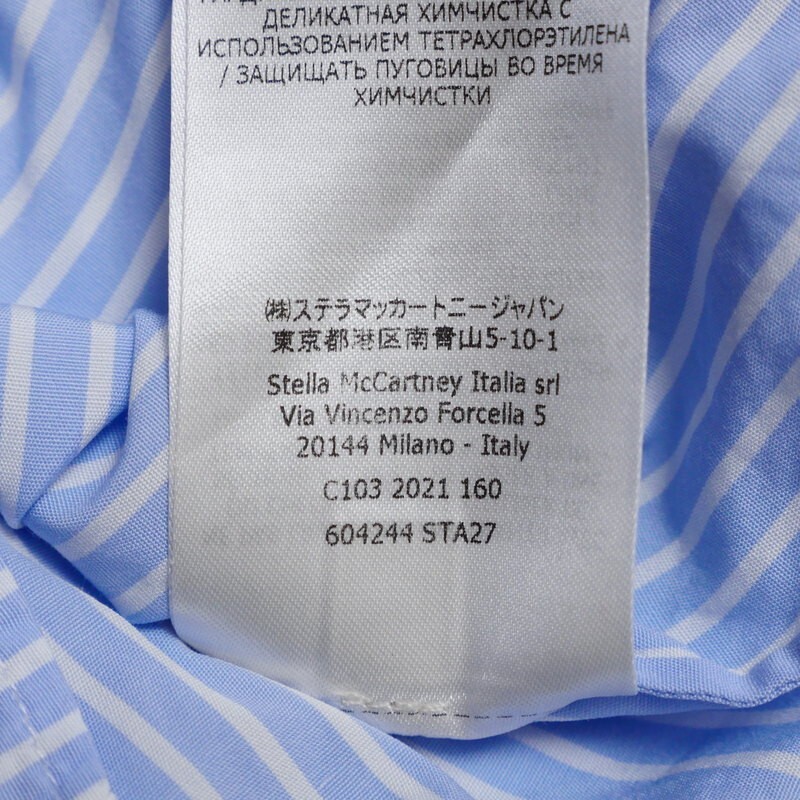 ДЕЛИКАТНАЯ ХИМЧИСТКА С
ИСПОЛЬЗОВАНИЕМ ТЕТРАХЛОРЭТИЛЕНА
/ ЗАЩИЩАТЬ ПУГОВИЦЫ ВО ВРЕМЯ
ХИМЧИСТКИ
㈱ステラマッカートニージャパン
東京都港区南青山5-10-1
Stella McCartney Italia srl
Via Vincenzo Forcella 5
20144 Milano - Italy
C103 2021 160
604244 STA27